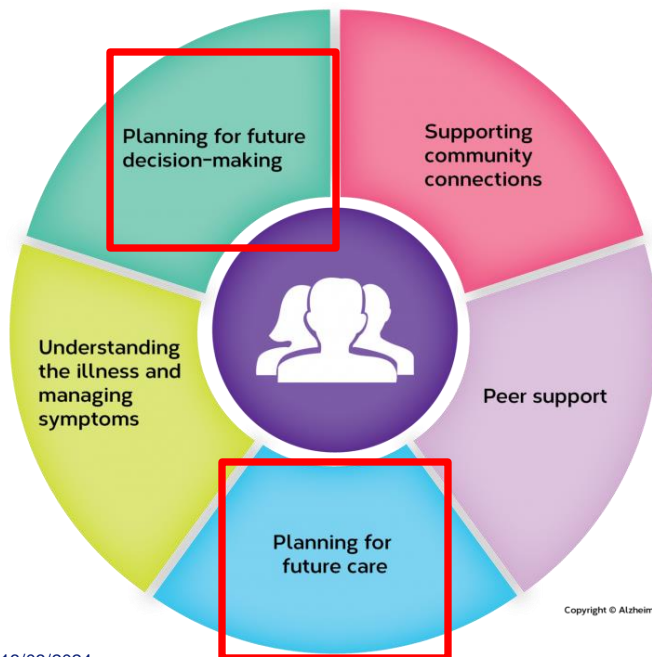 Planning for future
decision-making
Supporting
community
connections
Understanding
the illness and
managing
symptoms
Peer support
Planning for
future care
Copyright © Alzheim